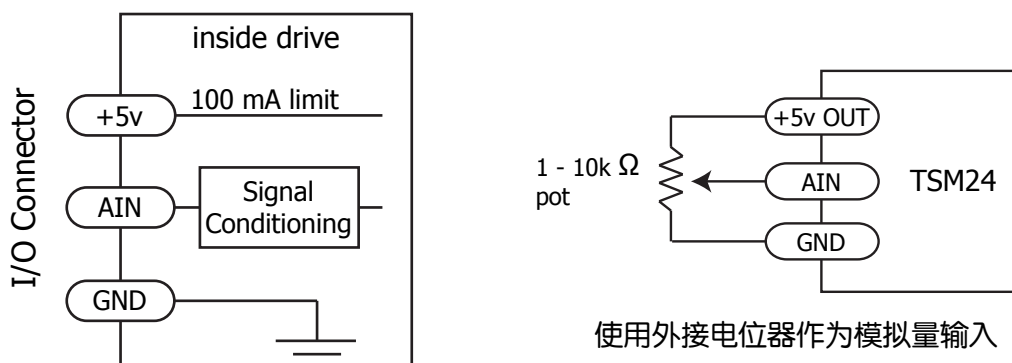 inside drive
I/O Connector
+5v
100 mA limit
AIN
Signal
Conditioning
GND
+5v OUT
1 - 10k Ω
pot
AIN
TSM24
GND
使用外接电位器作为模拟量输入